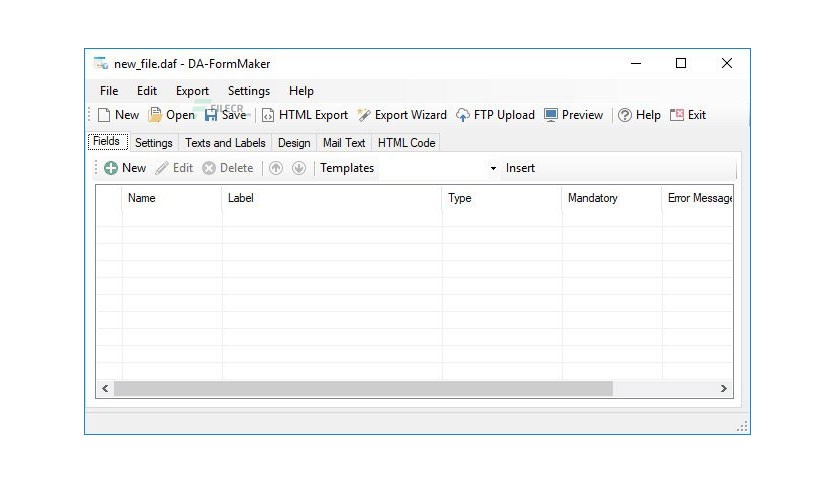 new_file.daf - DA-FormMaker
File Edit Export Settings Help
FILECR
New Open Save HTML Export Export Wizard FTP Upload Preview Help Exit
Fields Settings Texts and Labels Design Mail Text HTML Code
New Edit Delete Templates Insert
Name Label Type Mandatory Error Message